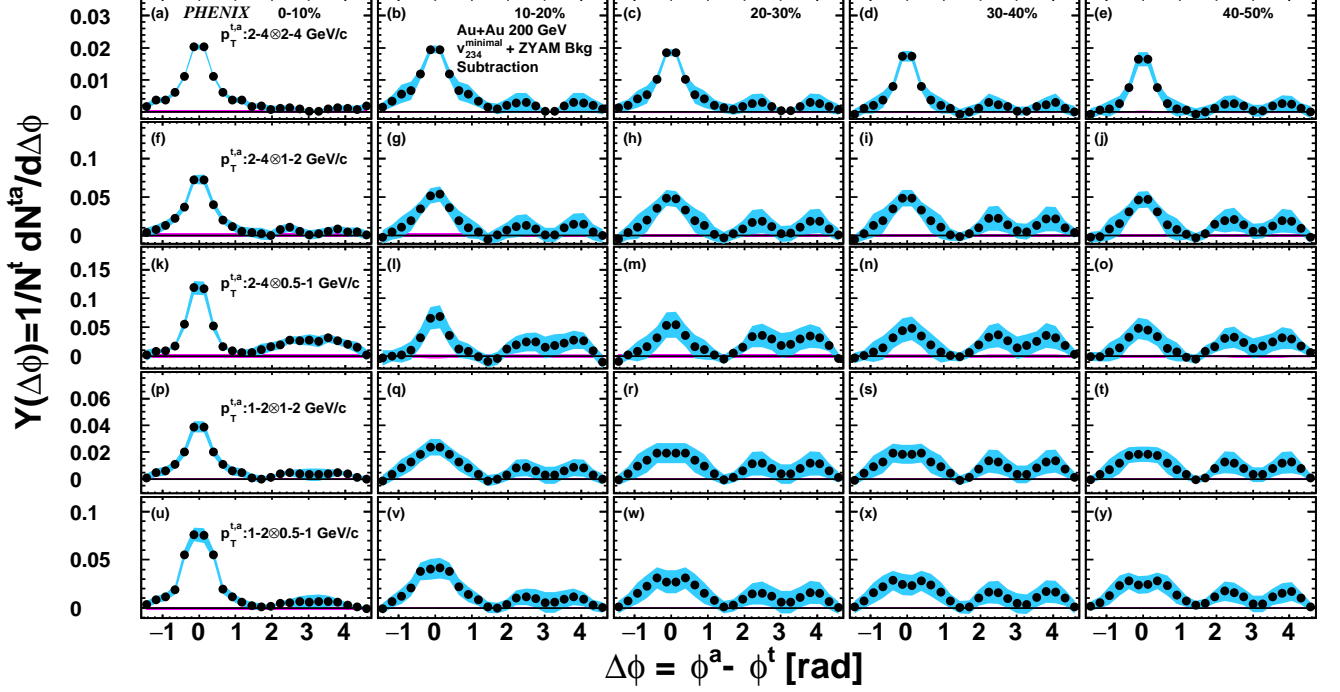 Y(Δφ)=1/N^t dN^ta/dΔφ
(a) PHENIX 0-10%
p_T^t,a:2-4⊗2-4 GeV/c
(b) 10-20%
Au+Au 200 GeV
v_234^minimal + ZYAM Bkg
Subtraction
(c) 20-30%
(d) 30-40%
(e) 40-50%
0.03
0.02
0.01
0
(f) p_T^t,a:2-4⊗1-2 GeV/c
(g)
(h)
(i)
(j)
0.1
0.05
0
(k) p_T^t,a:2-4⊗0.5-1 GeV/c
(l)
(m)
(n)
(o)
0.15
0.1
0.05
0
(p) p_T^t,a:1-2⊗1-2 GeV/c
(q)
(r)
(s)
(t)
0.06
0.04
0.02
0
(u) p_T^t,a:1-2⊗0.5-1 GeV/c
(v)
(w)
(x)
(y)
0.1
0.05
0
−1 0 1 2 3 4 −1 0 1 2 3 4 −1 0 1 2 3 4 −1 0 1 2 3 4 −1 0 1 2 3 4
Δφ = φ^a- φ^t [rad]